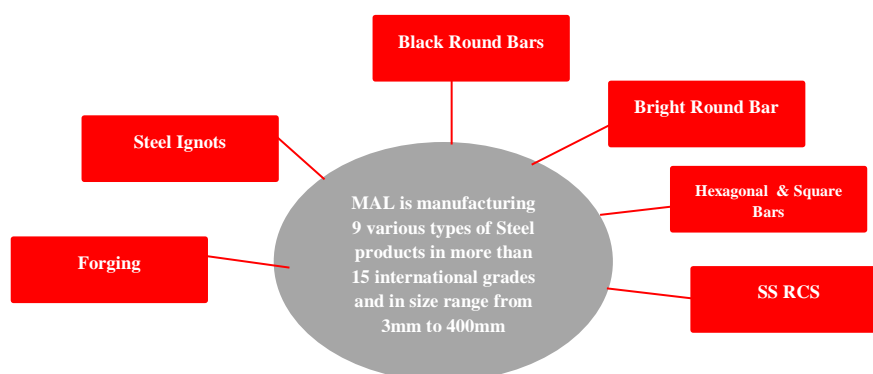 Black Round Bars
Bright Round Bar
Steel Ignots
Hexagonal & Square
Bars
MAL is manufacturing
9 various types of Steel
products in more than
15 international grades
and in size range from
3mm to 400mm
Forging
SS RCS